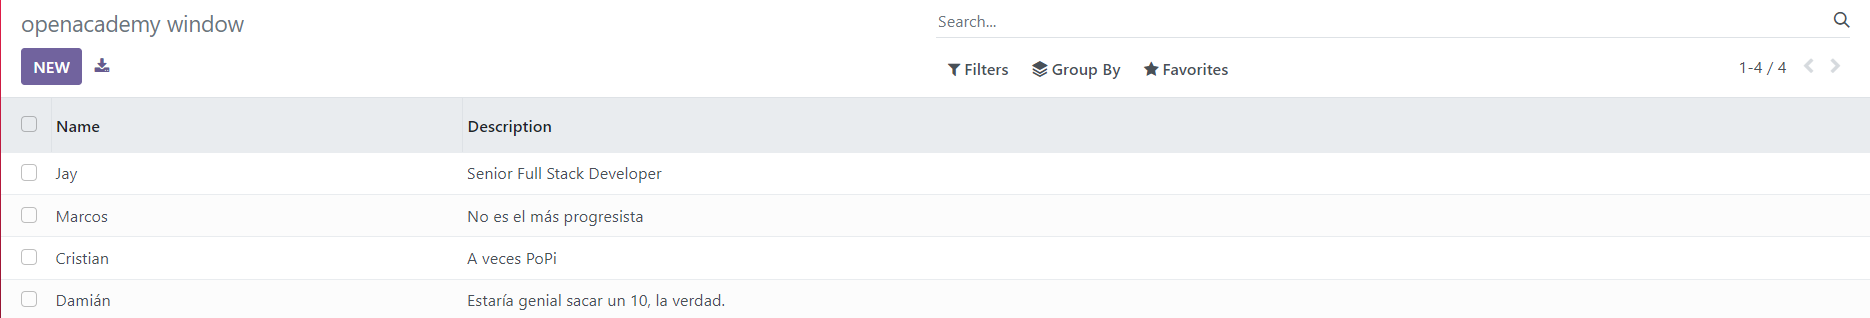 openacademy window
Search...
NEW
Filters Group By Favorites
1-4 / 4
Name Description
Jay Senior Full Stack Developer
Marcos No es el más progresista
Cristian A veces PoPi
Damián Estaría genial sacar un 10, la verdad.